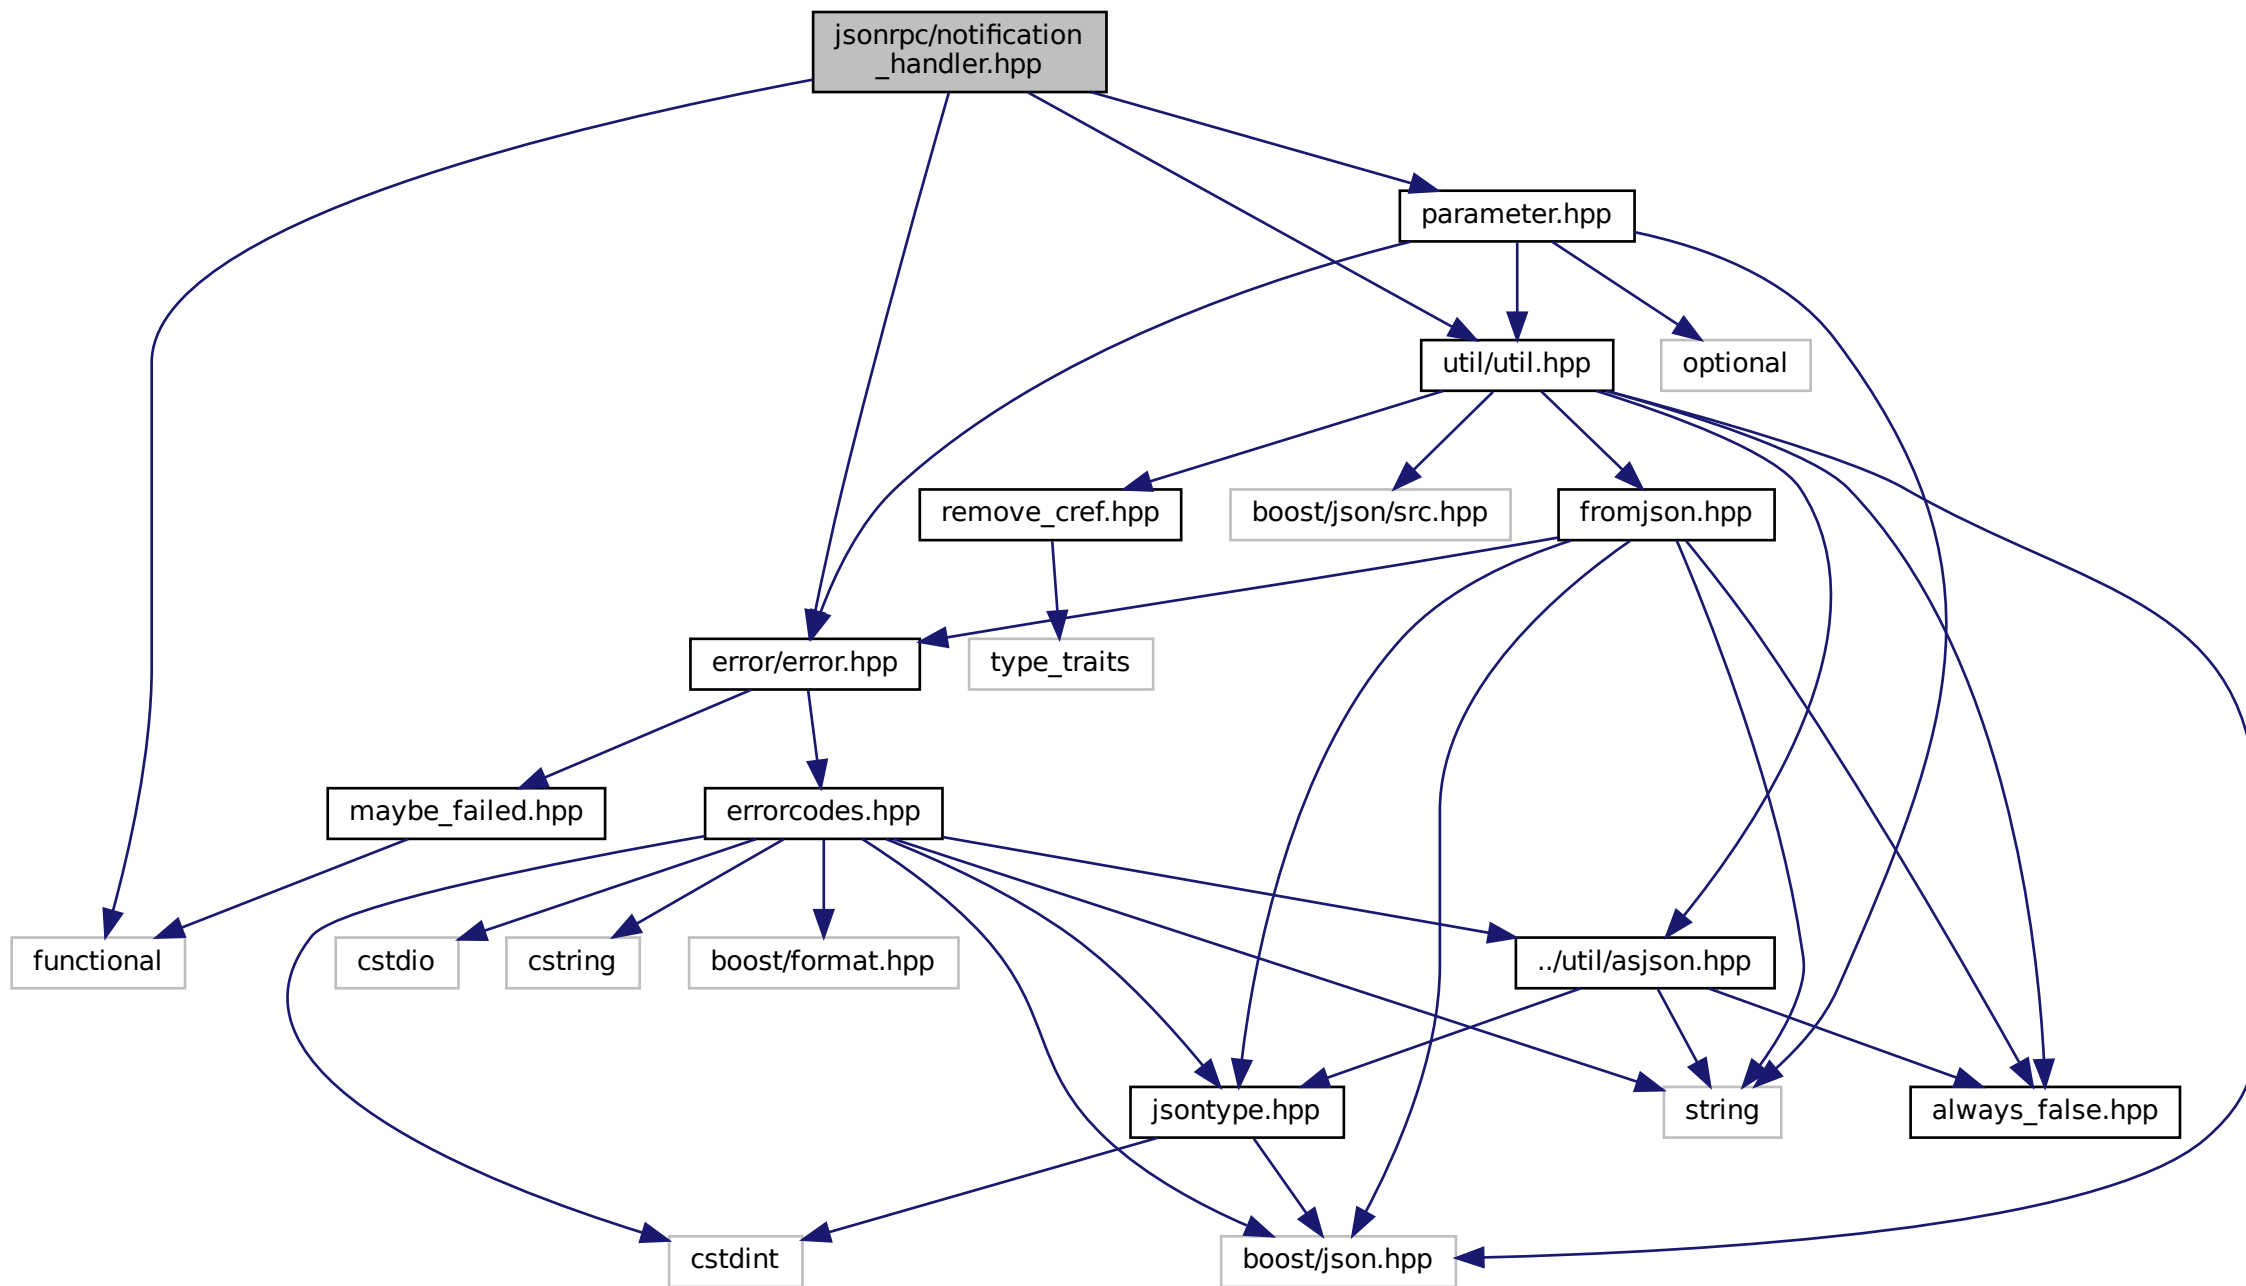 jsonrpc/notification
_handler.hpp
parameter.hpp
util/util.hpp
optional
remove_cref.hpp
boost/json/src.hpp
fromjson.hpp
error/error.hpp
type_traits
maybe_failed.hpp
errorcodes.hpp
functional
cstdio
cstring
boost/format.hpp
../util/asjson.hpp
jsontype.hpp
string
always_false.hpp
cstdint
boost/json.hpp